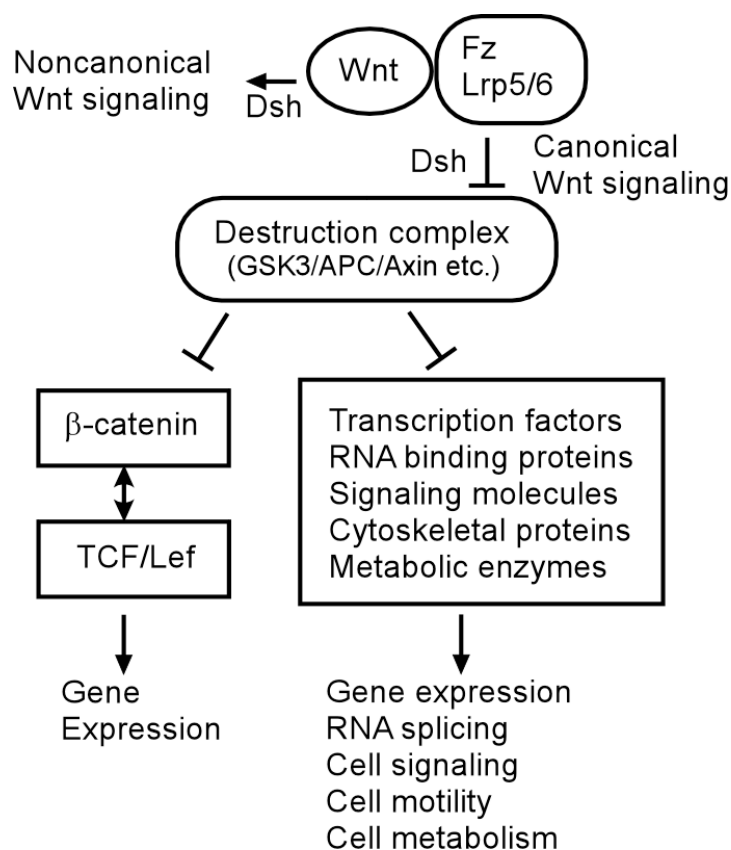 Noncanonical
Wnt signaling
Dsh
Wnt
Fz
Lrp5/6
Dsh
Canonical
Wnt signaling
Destruction complex
(GSK3/APC/Axin etc.)
β-catenin
TCF/Lef
Gene
Expression
Transcription factors
RNA binding proteins
Signaling molecules
Cytoskeletal proteins
Metabolic enzymes
Gene expression
RNA splicing
Cell signaling
Cell motility
Cell metabolism